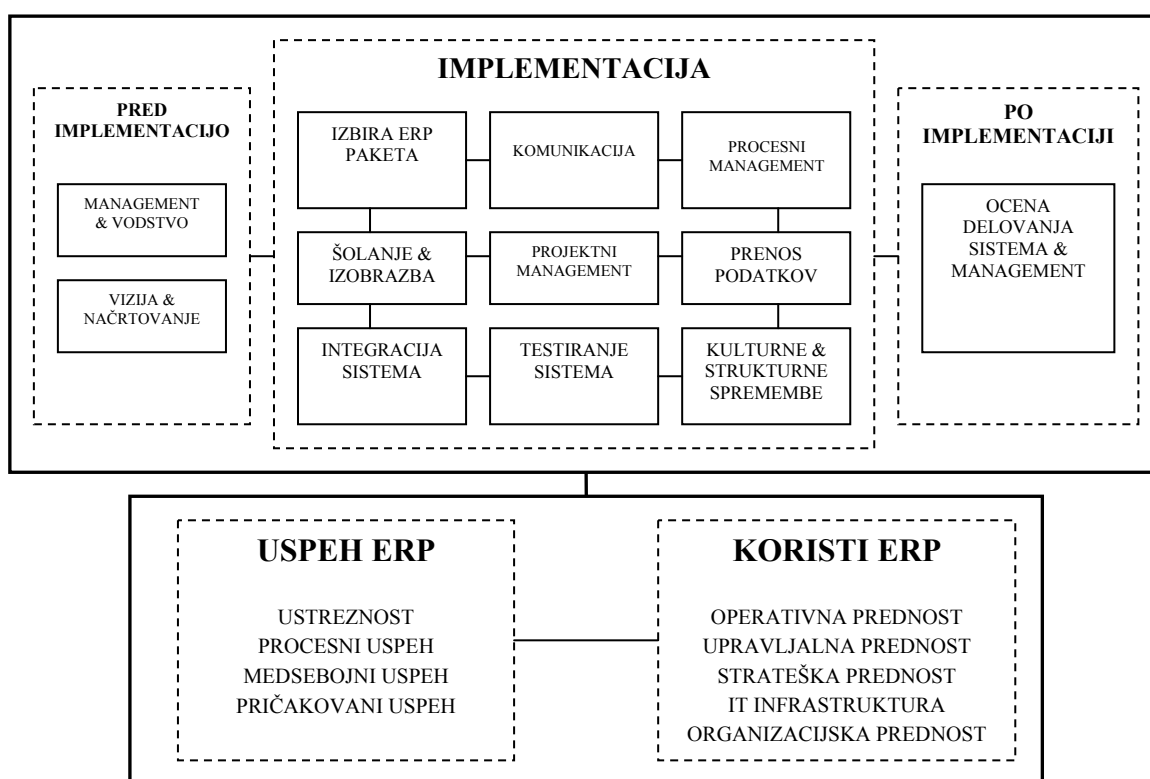 IMPLEMENTACIJA
PRED
IMPLEMENTACIJO
MANAGEMENT
& VODSTVO
VIZIJA &
NAČRTOVANJE
IZBIRA ERP
PAKETA
KOMUNIKACIJA
PROCESNI
MANAGEMENT
ŠOLANJE &
IZOBRAZBA
PROJEKTNI
MANAGEMENT
PRENOS
PODATKOV
INTEGRACIJA
SISTEMA
TESTIRANJE
SISTEMA
KULTURNE &
STRUKTURNE
SPREMEMBE
PO
IMPLEMENTACIJI
OCENA
DELOVANJA
SISTEMA &
MANAGEMENT
USPEH ERP
USTREZNOST
PROCESNI USPEH
MEDSEBOJNI USPEH
PRIČAKOVANI USPEH
KORISTI ERP
OPERATIVNA PREDNOST
UPRAVLJALNA PREDNOST
STRATEŠKA PREDNOST
IT INFRASTRUKTURA
ORGANIZACIJSKA PREDNOST